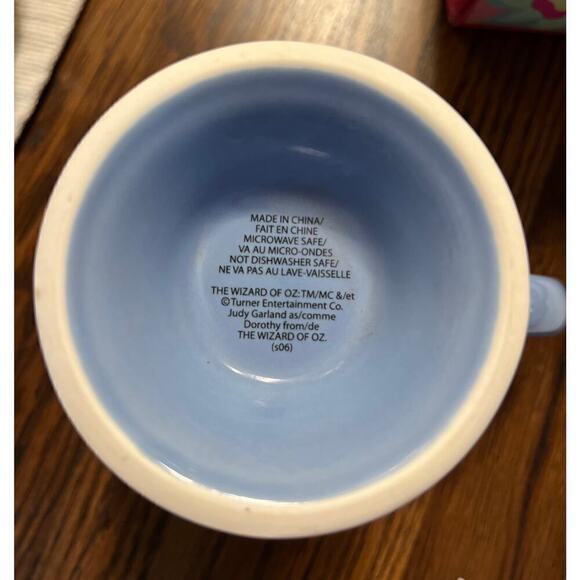 MADE IN CHINA/
FAIT EN CHINE
MICROWAVE SAFE/
VA AU MICRO-ONDES
NOT DISHWASHER SAFE/
NE VA PAS AU LAVE-VAISSELLE
THE WIZARD OF OZ:TM/MC &/et
©Turner Entertainment Co.
Judy Garland as/comme
Dorothy from/de
THE WIZARD OF OZ.
(s06)